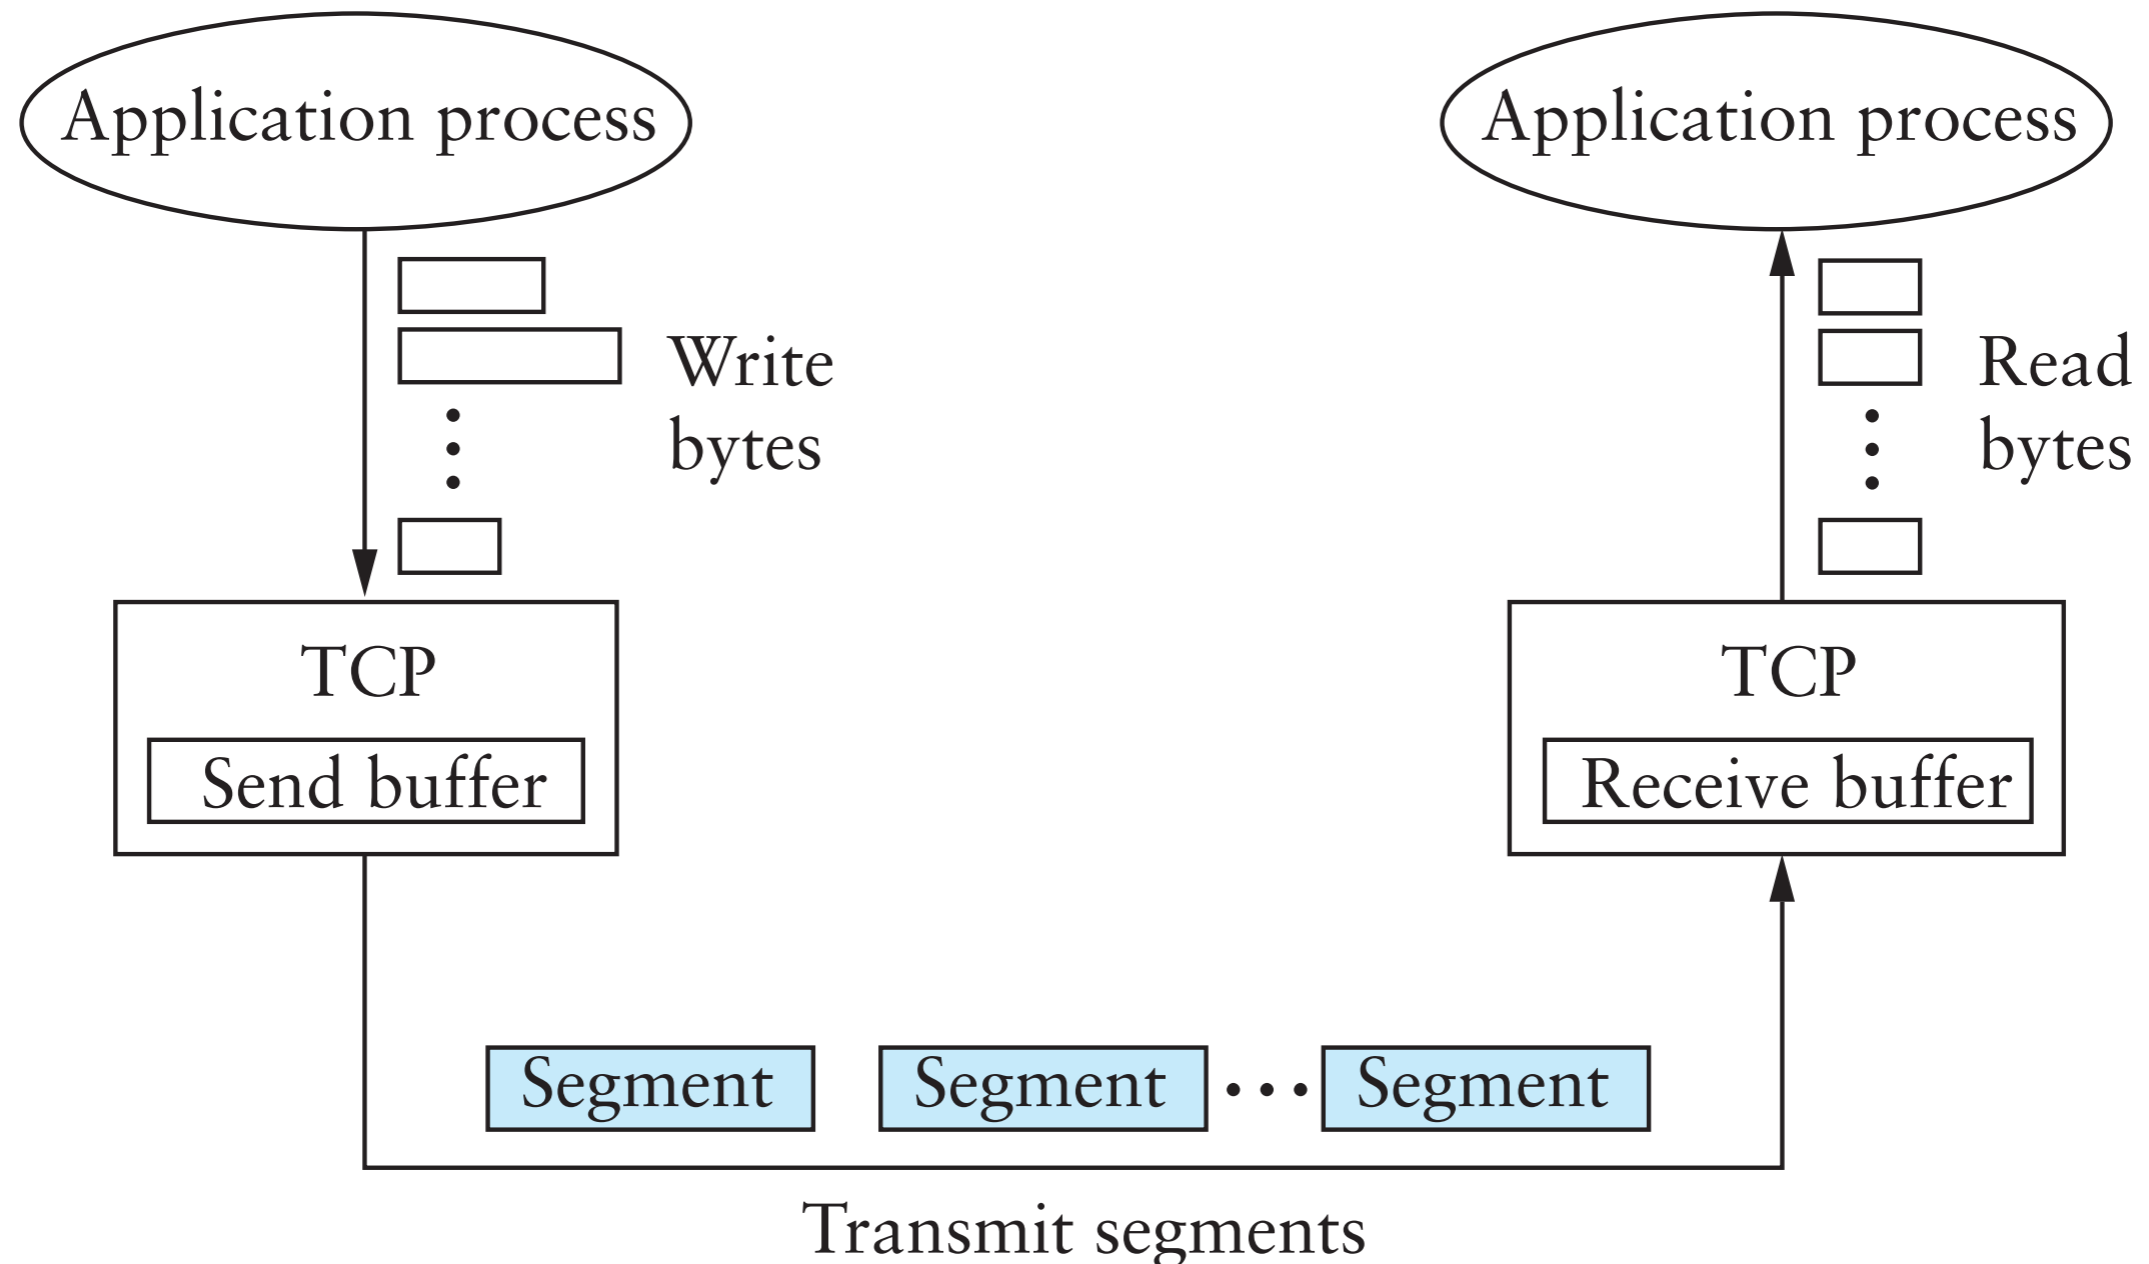 Application process
Application process
Write
bytes
Read
bytes
TCP
Send buffer
TCP
Receive buffer
Segment
Segment
Segment
Transmit segments